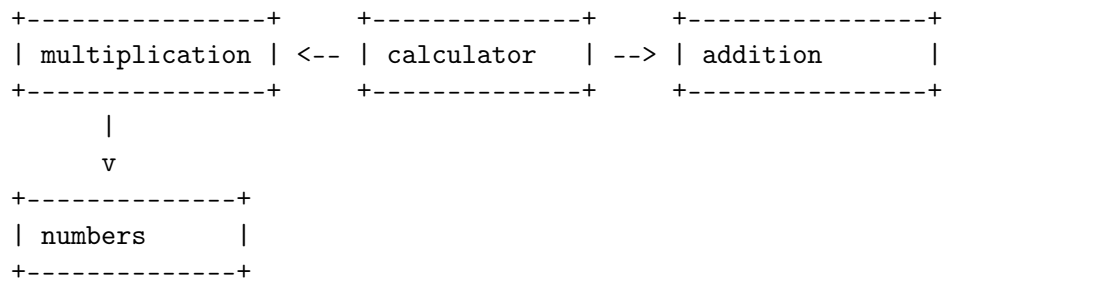 +----------------+     +--------------+     +----------------+
| multiplication | <-- | calculator   | --> | addition       |
+----------------+     +--------------+     +----------------+
      |
      v
+--------------+
| numbers      |
+--------------+